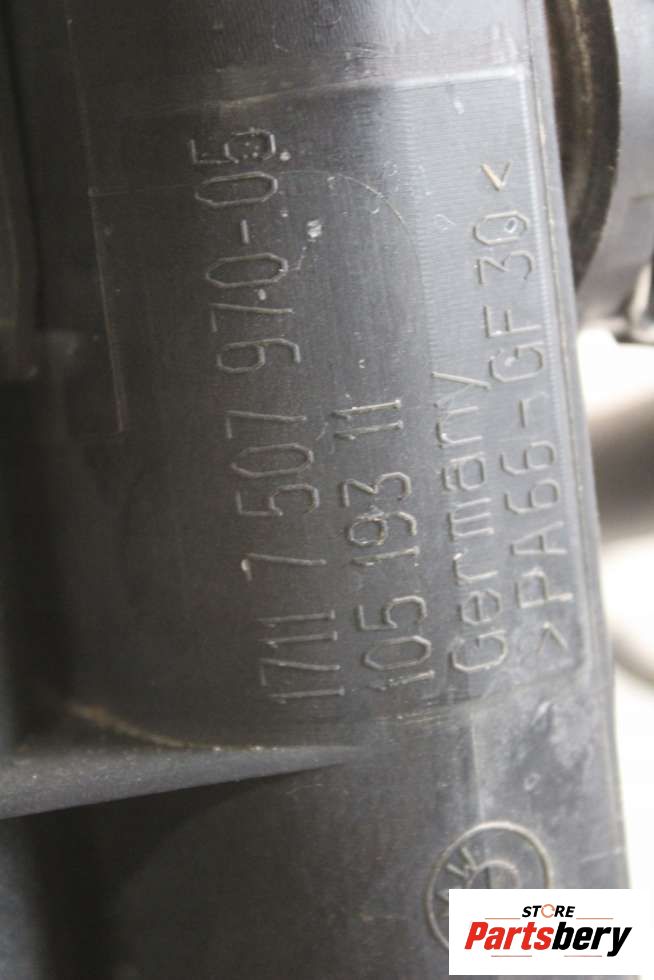 1711 7 507 970-05
105 193 11
Germany
>PA66-GF30<
STORE
Partsbery